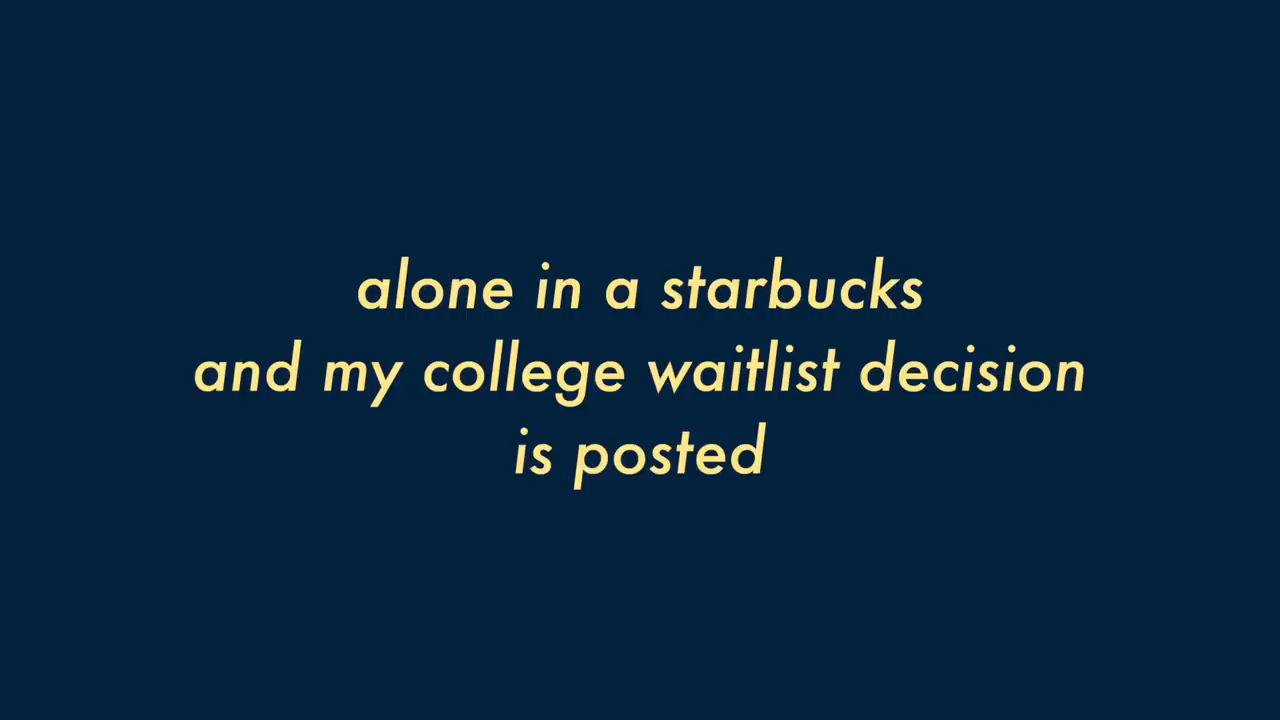 alone in a starbucks
and my college waitlist decision
is posted